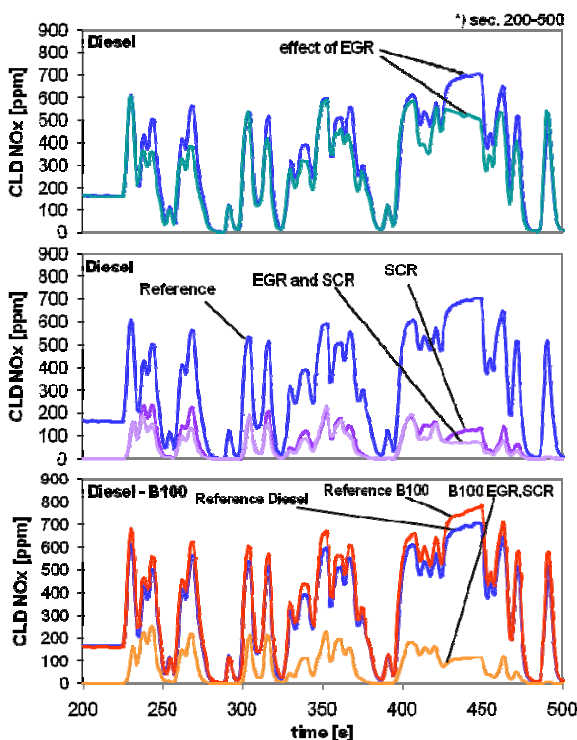 *) sec. 200-500
Diesel
effect of EGR
CLD NOx [ppm]
900
800
700
600
500
400
300
200
100
0
Diesel
Reference
EGR and SCR
SCR
CLD NOx [ppm]
900
800
700
600
500
400
300
200
100
0
Diesel - B100
Reference Diesel
Reference B100
B100 EGR,SCR
CLD NOx [ppm]
900
800
700
600
500
400
300
200
100
0
200 250 300 350 400 450 500
time [s]